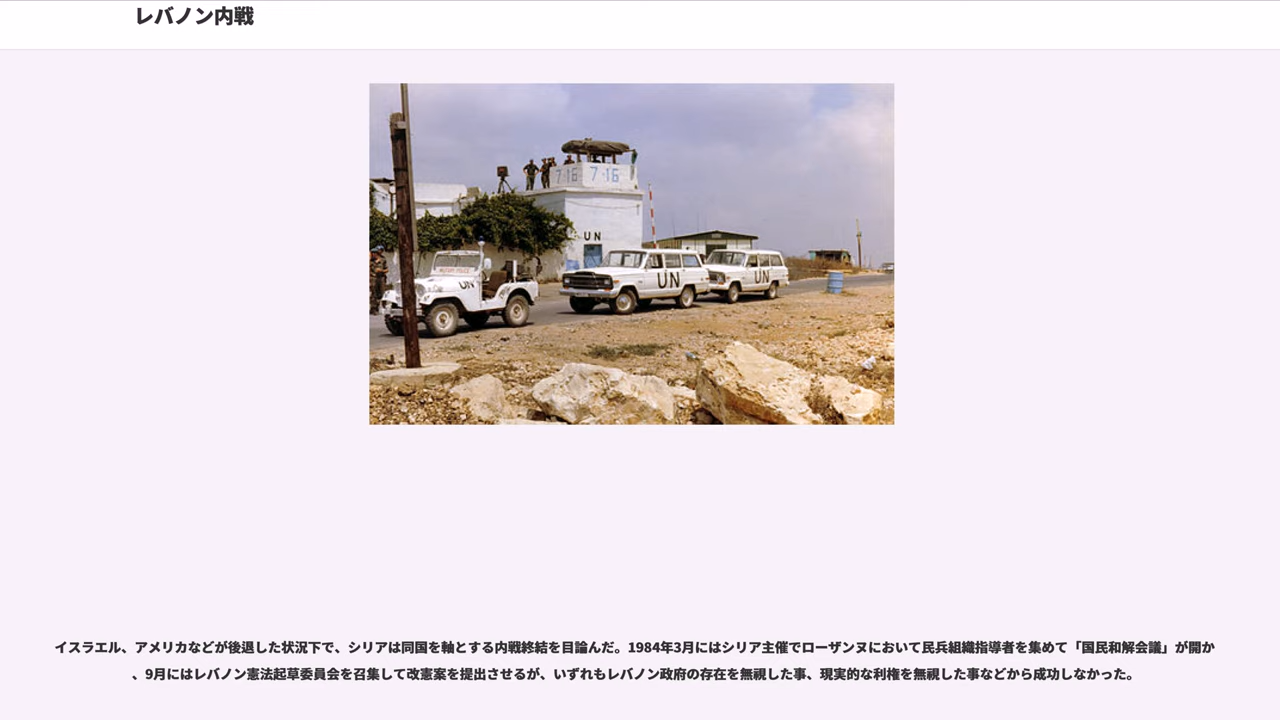 レバノン内戦
7-16 7-16
UN
UN
UN
UN
イスラエル、アメリカなどが後退した状況下で、シリアは同国を軸とする内戦終結を目論んだ。1984年3月にはシリア主催でローザンヌにおいて民兵組織指導者を集めて「国民和解会議」が開か
、9月にはレバノン憲法起草委員会を召集して改憲案を提出させるが、いずれもレバノン政府の存在を無視した事、現実的な利権を無視した事などから成功しなかった。